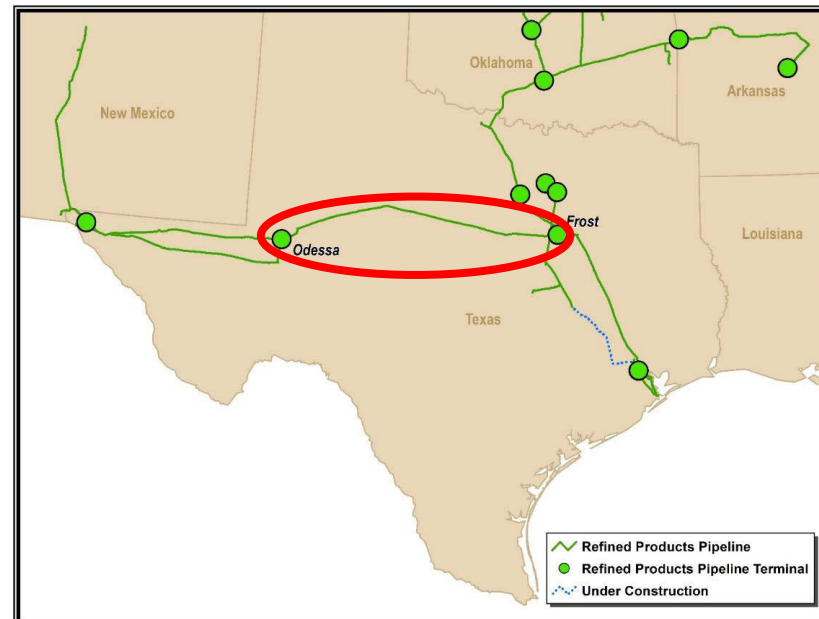 Oklahoma
Arkansas
New Mexico
Frost
Louisiana
Odessa
Texas
Refined Products Pipeline
Refined Products Pipeline Terminal
Under Construction